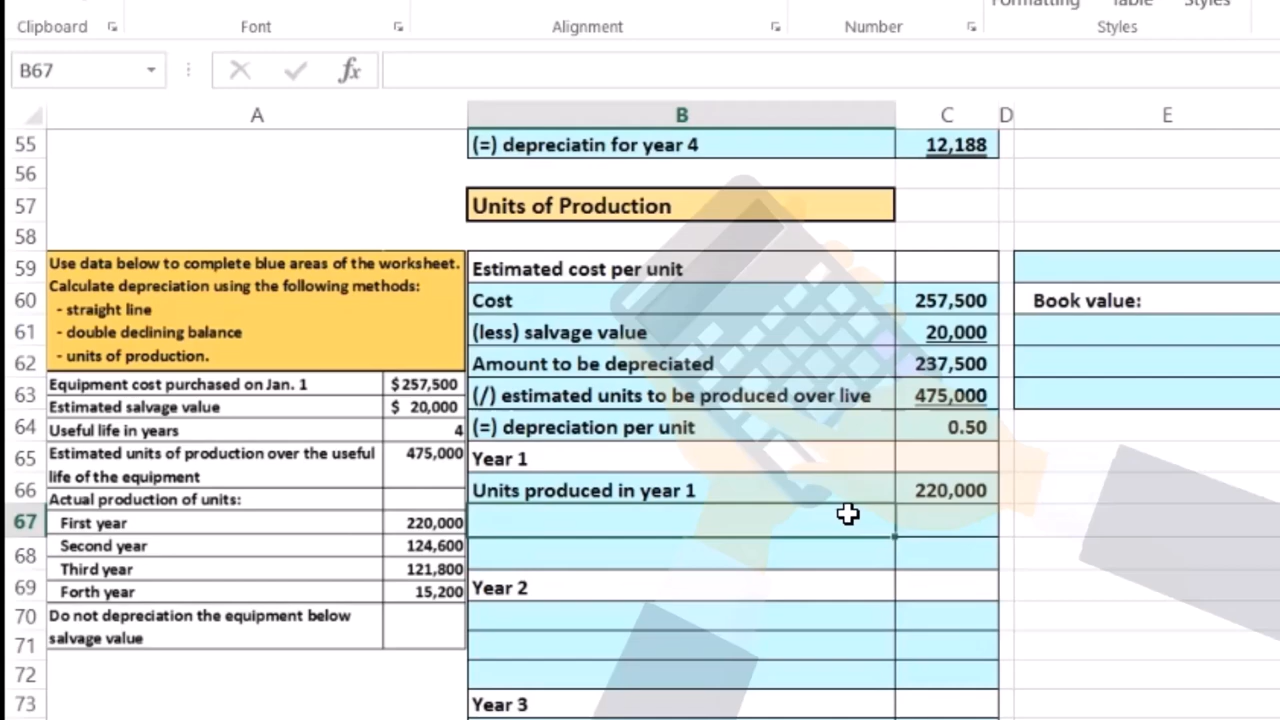 Formatting Table Styles
Clipboard Font Alignment Number Styles
B67 fx
A B C D E
55 (=) depreciatin for year 4 12,188
56
57 Units of Production
58
59 Estimated cost per unit
60 Cost 257,500 Book value:
61 (less) salvage value 20,000
62 Amount to be depreciated 237,500
63 (/) estimated units to be produced over live 475,000
64 (=) depreciation per unit 0.50
65 Year 1
66 Units produced in year 1 220,000
67
68
69 Year 2
70
71
72
73 Year 3
Use data below to complete blue areas of the worksheet.
Calculate depreciation using the following methods:
- straight line
- double declining balance
- units of production.
Equipment cost purchased on Jan. 1 $257,500
Estimated salvage value $ 20,000
Useful life in years 4
Estimated units of production over the useful 475,000
life of the equipment
Actual production of units:
First year 220,000
Second year 124,600
Third year 121,800
Forth year 15,200
Do not depreciation the equipment below
salvage value